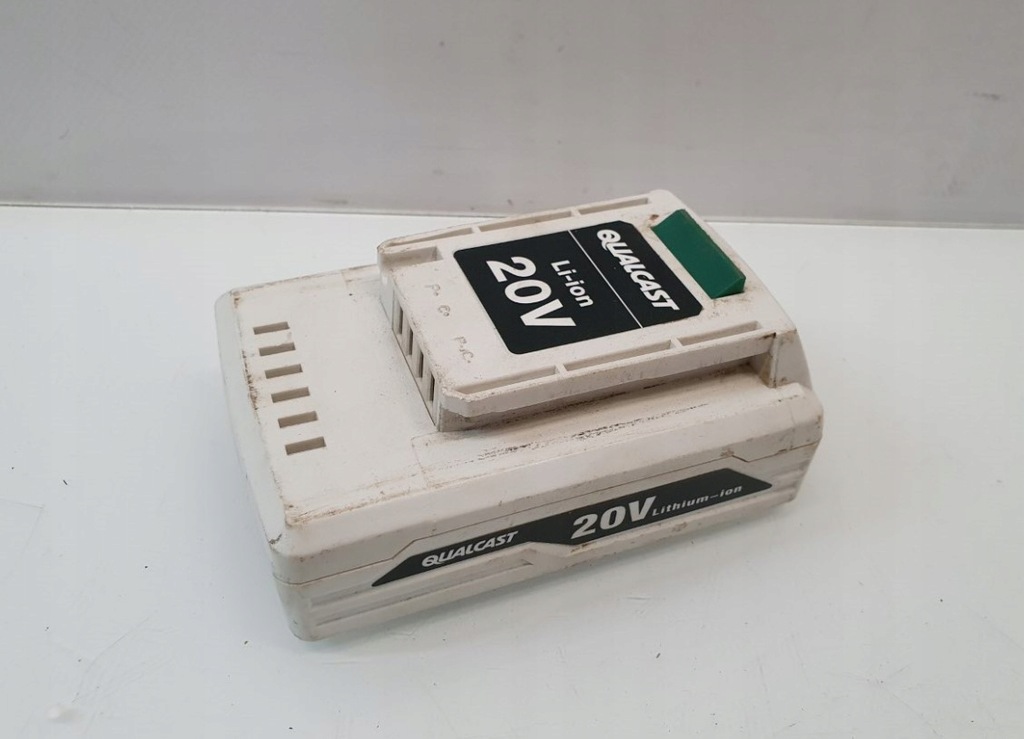 QUALCAST
Li-ion
20V
QUALCAST 20V Lithium-ion